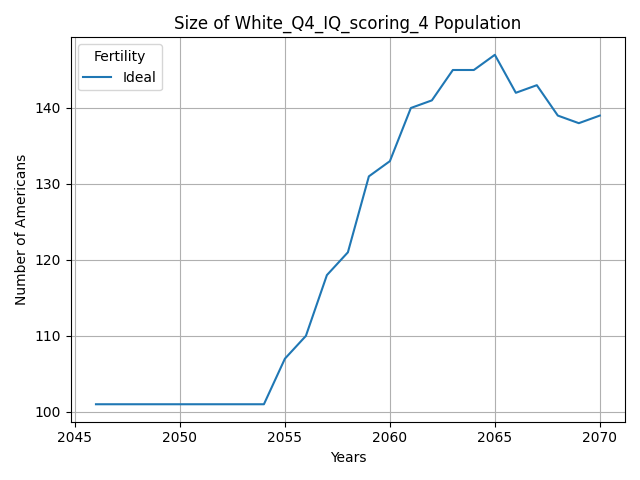 Size of White_Q4_IQ_scoring_4 Population
Fertility
Ideal
Number of Americans
140
130
120
110
100
2045
2050
2055
2060
2065
2070
Years